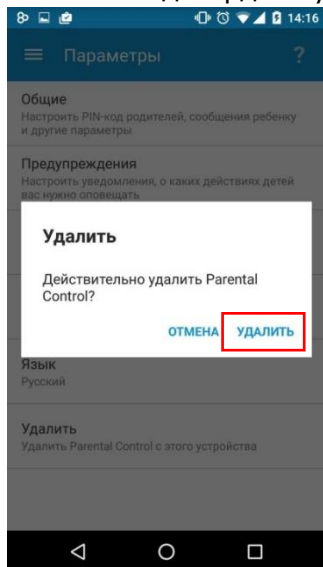 14:16
Параметры
?
Общие
Настроить PIN-код родителей, сообщения ребенку
и другие параметры
Предупреждения
Настроить уведомления, о каких действиях детей
вас нужно оповещать
Удалить
Действительно удалить Parental
Control?
ОТМЕНА УДАЛИТЬ
Язык
Русский
Удалить
Удалить Parental Control с этого устройства